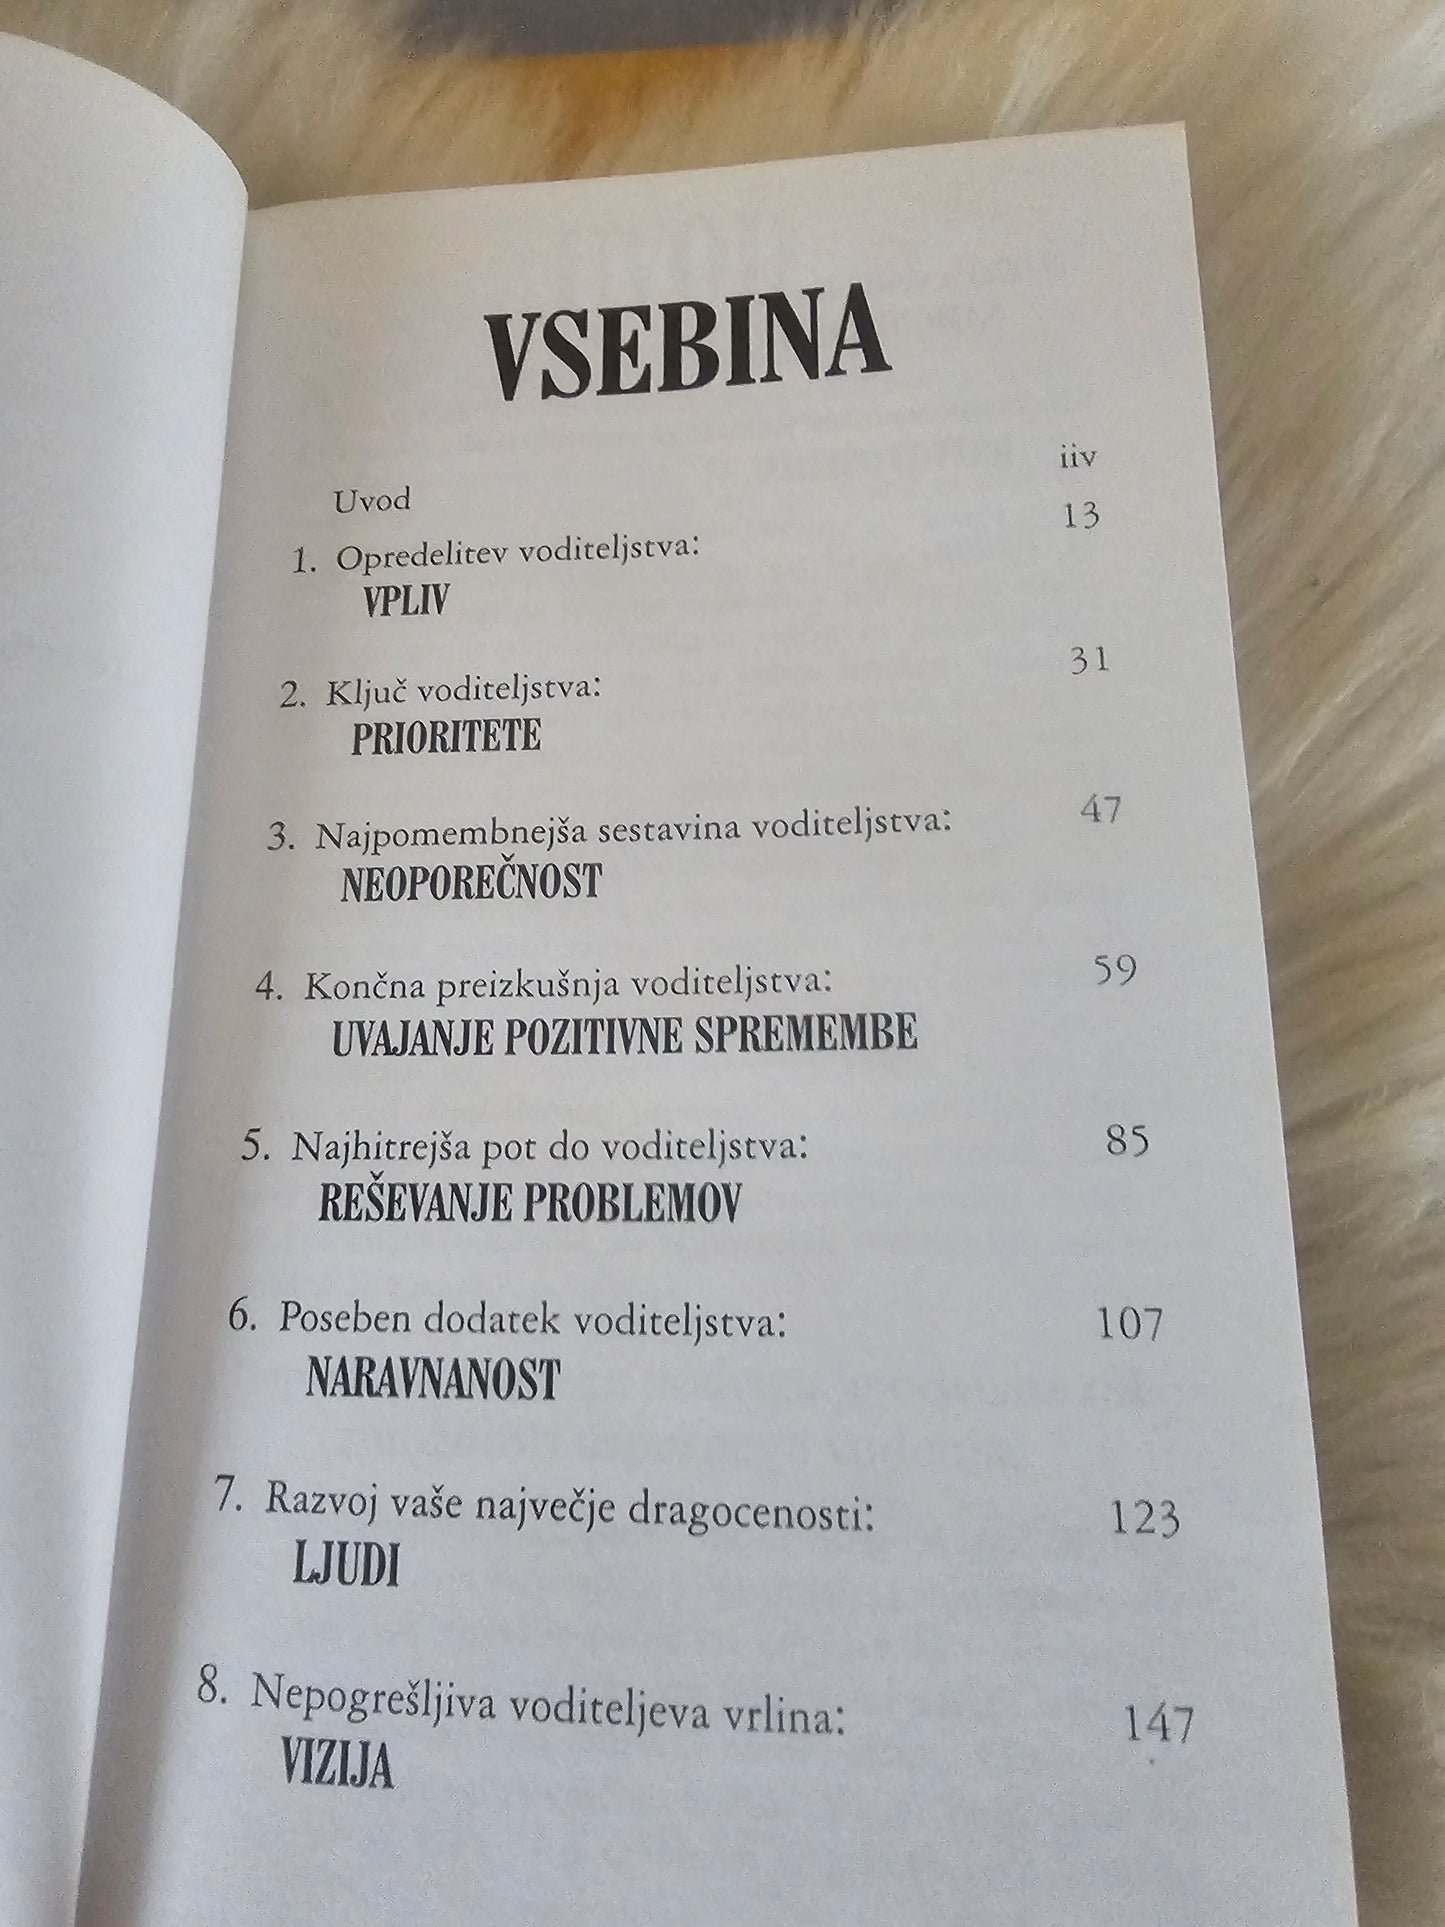 VSEBINA
Uvod iiv
1. Opredelitev voditeljstva: 13
VPLIV
2. Ključ voditeljstva: 31
PRIORITETE
3. Najpomembnejša sestavina voditeljstva: 47
NEOPOREČNOST
4. Končna preizkušnja voditeljstva: 59
UVAJANJE POZITIVNE SPREMEMBE
5. Najhitrejša pot do voditeljstva: 85
REŠEVANJE PROBLEMOV
6. Poseben dodatek voditeljstva: 107
NARAVNANOST
7. Razvoj vaše največje dragocenosti: 123
LJUDI
8. Nepogrešljiva voditeljeva vrlina: 147
VIZIJA